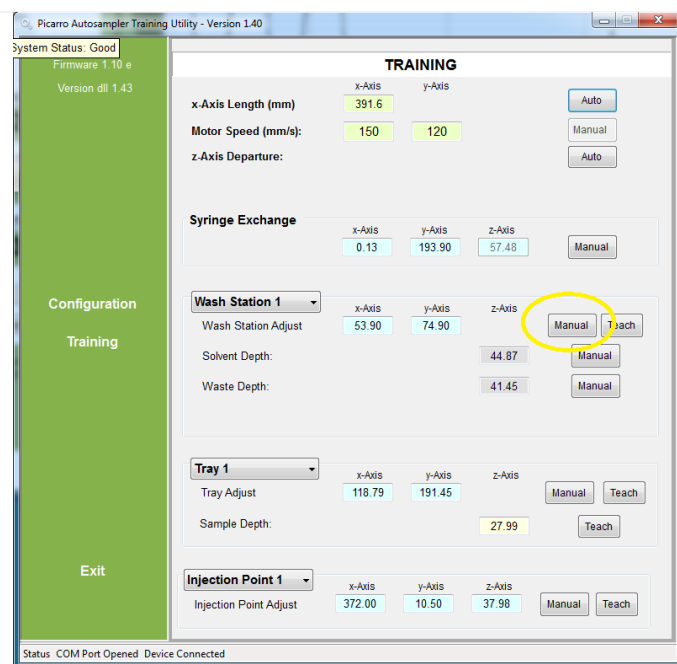 Picarro Autosampler Training Utility - Version 1.40
System Status: Good
Firmware 1.10 e
Version dll 1.43
Configuration
Training
Exit
TRAINING
x-Axis y-Axis
x-Axis Length (mm) 391.6 Auto
Motor Speed (mm/s): 150 120 Manual
z-Axis Departure: Auto
Syringe Exchange
x-Axis y-Axis z-Axis
0.13 193.90 57.48 Manual
Wash Station 1
x-Axis y-Axis z-Axis
Wash Station Adjust 53.90 74.90 Manual Teach
Solvent Depth: 44.87 Manual
Waste Depth: 41.45 Manual
Tray 1
x-Axis y-Axis z-Axis
Tray Adjust 118.79 191.45 Manual Teach
Sample Depth: 27.99 Teach
Injection Point 1
x-Axis y-Axis z-Axis
Injection Point Adjust 372.00 10.50 37.98 Manual Teach
Status COM Port Opened Device Connected